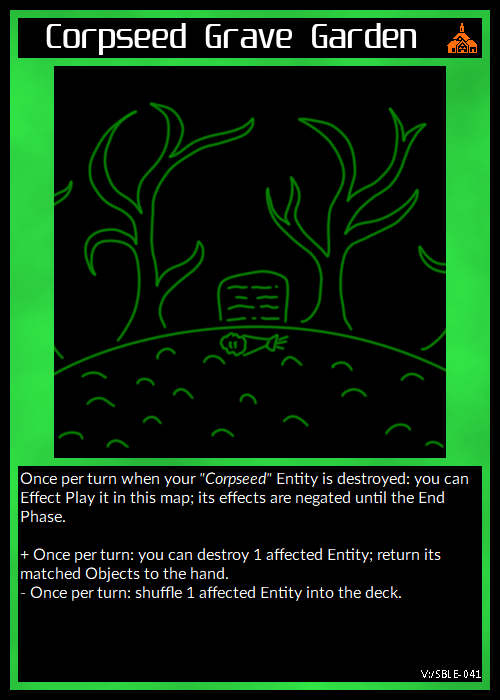 Corpseed Grave Garden
Once per turn when your "Corpseed" Entity is destroyed: you can
Effect Play it in this map; its effects are negated until the End
Phase.
+ Once per turn: you can destroy 1 affected Entity; return its
matched Objects to the hand.
- Once per turn: shuffle 1 affected Entity into the deck.
V:/SBLE-041